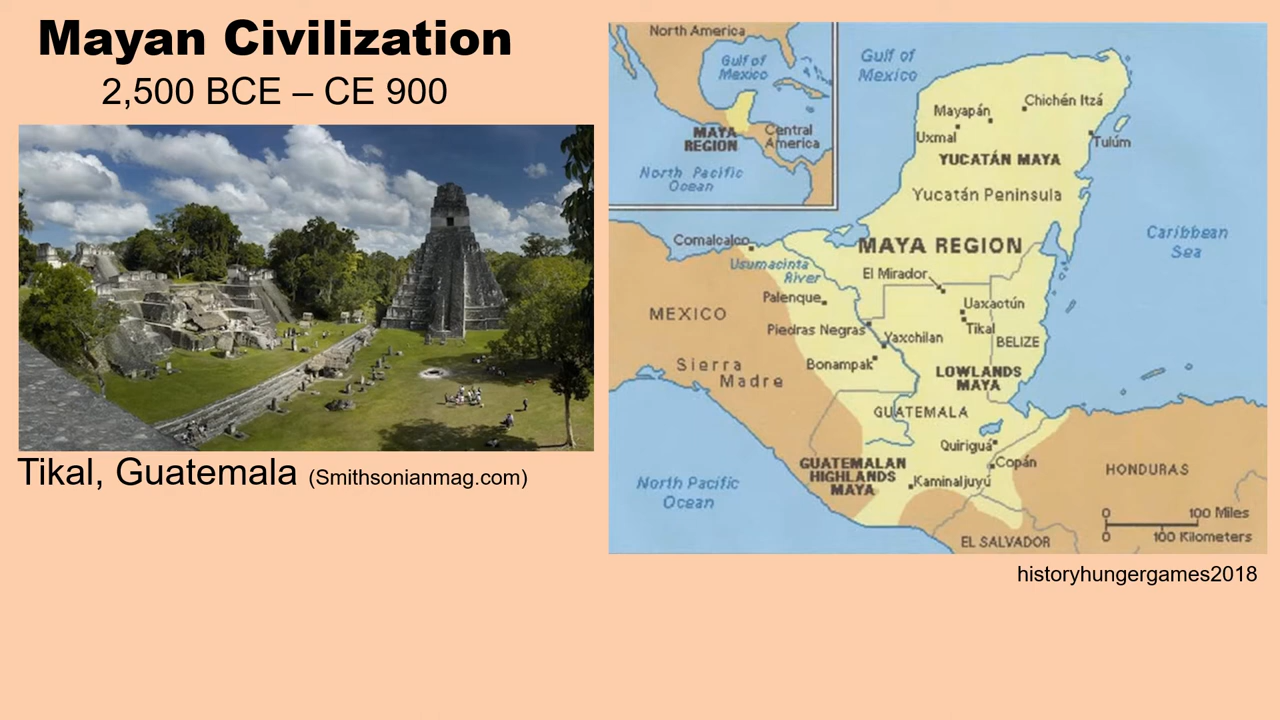 Mayan Civilization
2,500 BCE – CE 900
Tikal, Guatemala (Smithsonianmag.com)
North America
Gulf of
Mexico
MAYA
REGION
Central
America
North Pacific
Ocean
Gulf of
Mexico
Mayapán
Chichén Itzá
Uxmal
Tulúm
YUCATÁN MAYA
Yucatán Peninsula
Caribbean
Sea
Comalcalco
MAYA REGION
Usumacinta
River
El Mirador
Palenque
Uaxactún
MEXICO
Piedras Negras
Tikal
Yaxchilan
BELIZE
Bonampak
Sierra
Madre
LOWLANDS
MAYA
GUATEMALA
Quiriguá
Copán
GUATEMALAN
HIGHLANDS
MAYA
Kaminaljuyú
HONDURAS
North Pacific
Ocean
0 100 Miles
0 100 Kilometers
EL SALVADOR
historyhungergames2018